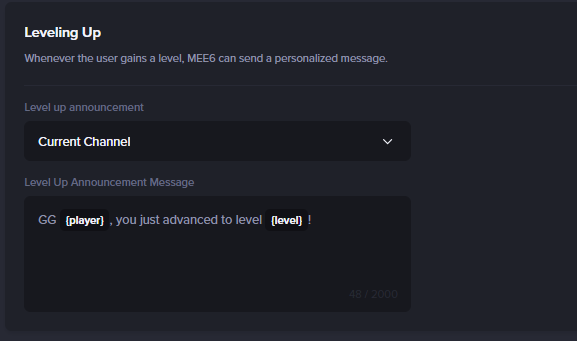 Leveling Up
Whenever the user gains a level, MEE6 can send a personalized message.
Level up announcement
Current Channel
Level Up Announcement Message
GG {player} , you just advanced to level {level} !
48 / 2000